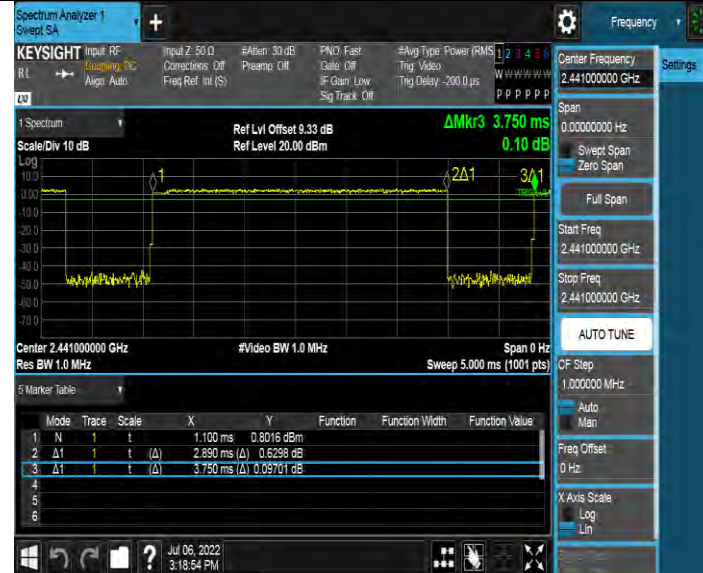 Spectrum Analyzer 1
Swept SA
Frequency
KEYSIGHT Input: RF Input Z: 50 Ω #Atten: 30 dB PNO: Fast #Avg Type: Power (RMS 1 2 3 4 5 6
RL Coupling: DC Corrections: Off Preamp: Off Gate: Off Trig: Video W W W W W W
Align: Auto Freq Ref: Int (S) IF Gain: Low Trig Delay: -200.0 µs P P P P P P
LXI Sig Track: Off
Settings
1 Spectrum
Ref Lvl Offset 9.33 dB ΔMkr3 3.750 ms
Scale/Div 10 dB Ref Level 20.00 dBm 0.10 dB
Log
10.0
0.00
-10.0
-20.0
-30.0
-40.0
-50.0
-60.0
-70.0
1 2Δ1 3Δ1
Center 2.441000000 GHz #Video BW 1.0 MHz Span 0 Hz
Res BW 1.0 MHz Sweep 5.000 ms (1001 pts)
5 Marker Table
Mode Trace Scale X Y Function Function Width Function Value
1 N 1 t 1.100 ms 0.8016 dBm
2 Δ1 1 t (Δ) 2.890 ms (Δ) 0.6298 dB
3 Δ1 1 t (Δ) 3.750 ms (Δ) 0.09701 dB
4
5
6
Center Frequency
2.441000000 GHz
Span
0.00000000 Hz
Swept Span
Zero Span
Full Span
Start Freq
2.441000000 GHz
Stop Freq
2.441000000 GHz
AUTO TUNE
CF Step
1.000000 MHz
Auto
Man
Freq Offset
0 Hz
X Axis Scale
Log
Lin
? Jul 06, 2022
3:18:54 PM